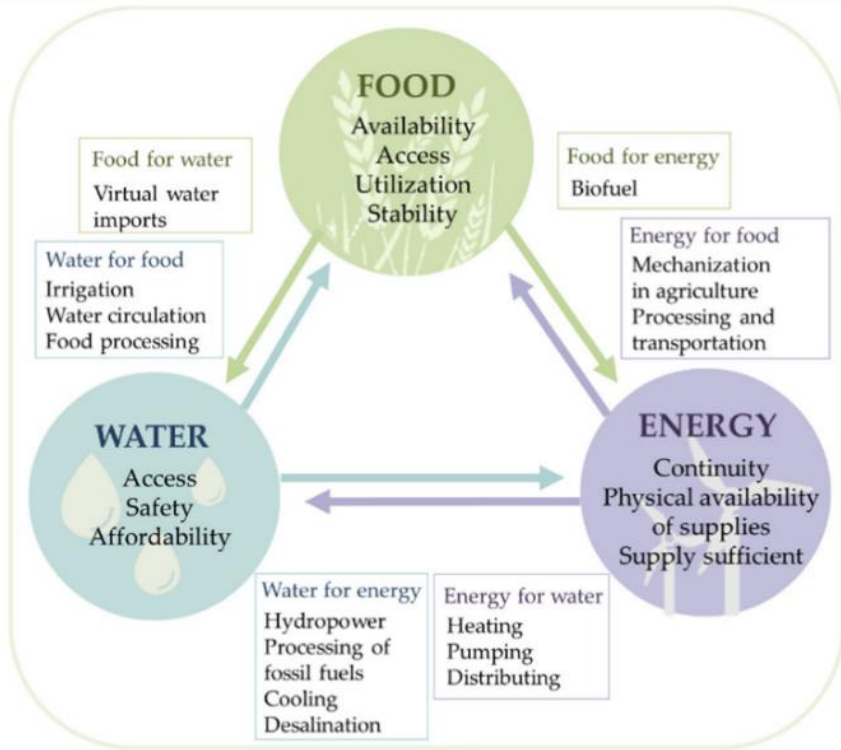 FOOD
Availability
Access
Utilization
Stability
Food for water
Virtual water
imports
Water for food
Irrigation
Water circulation
Food processing
Food for energy
Biofuel
Energy for food
Mechanization
in agriculture
Processing and
transportation
WATER
Access
Safety
Affordability
ENERGY
Continuity
Physical availability
of supplies
Supply sufficient
Water for energy
Hydropower
Processing of
fossil fuels
Cooling
Desalination
Energy for water
Heating
Pumping
Distributing